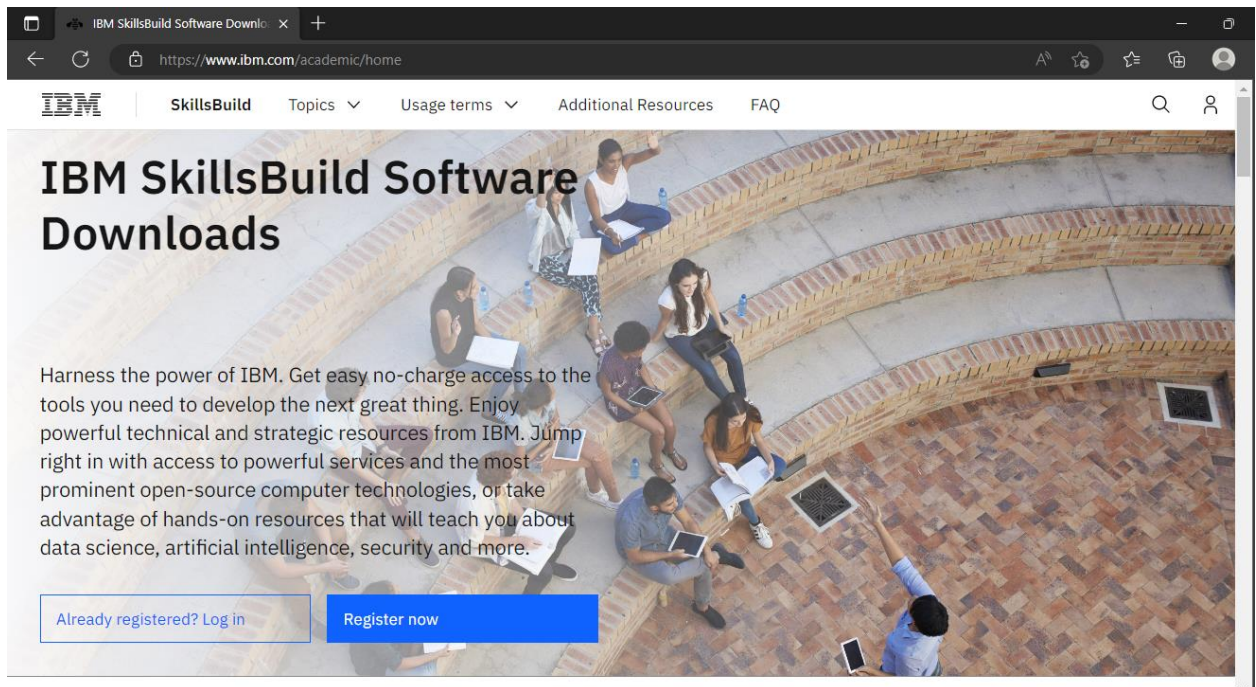 IBM SkillsBuild Software Downlo
https://www.ibm.com/academic/home
IBM
SkillsBuild
Topics
Usage terms
Additional Resources
FAQ
IBM SkillsBuild Software
Downloads
Harness the power of IBM. Get easy no-charge access to the
tools you need to develop the next great thing. Enjoy
powerful technical and strategic resources from IBM. Jump
right in with access to powerful services and the most
prominent open-source computer technologies, or take
advantage of hands-on resources that will teach you about
data science, artificial intelligence, security and more.
Already registered? Log in
Register now